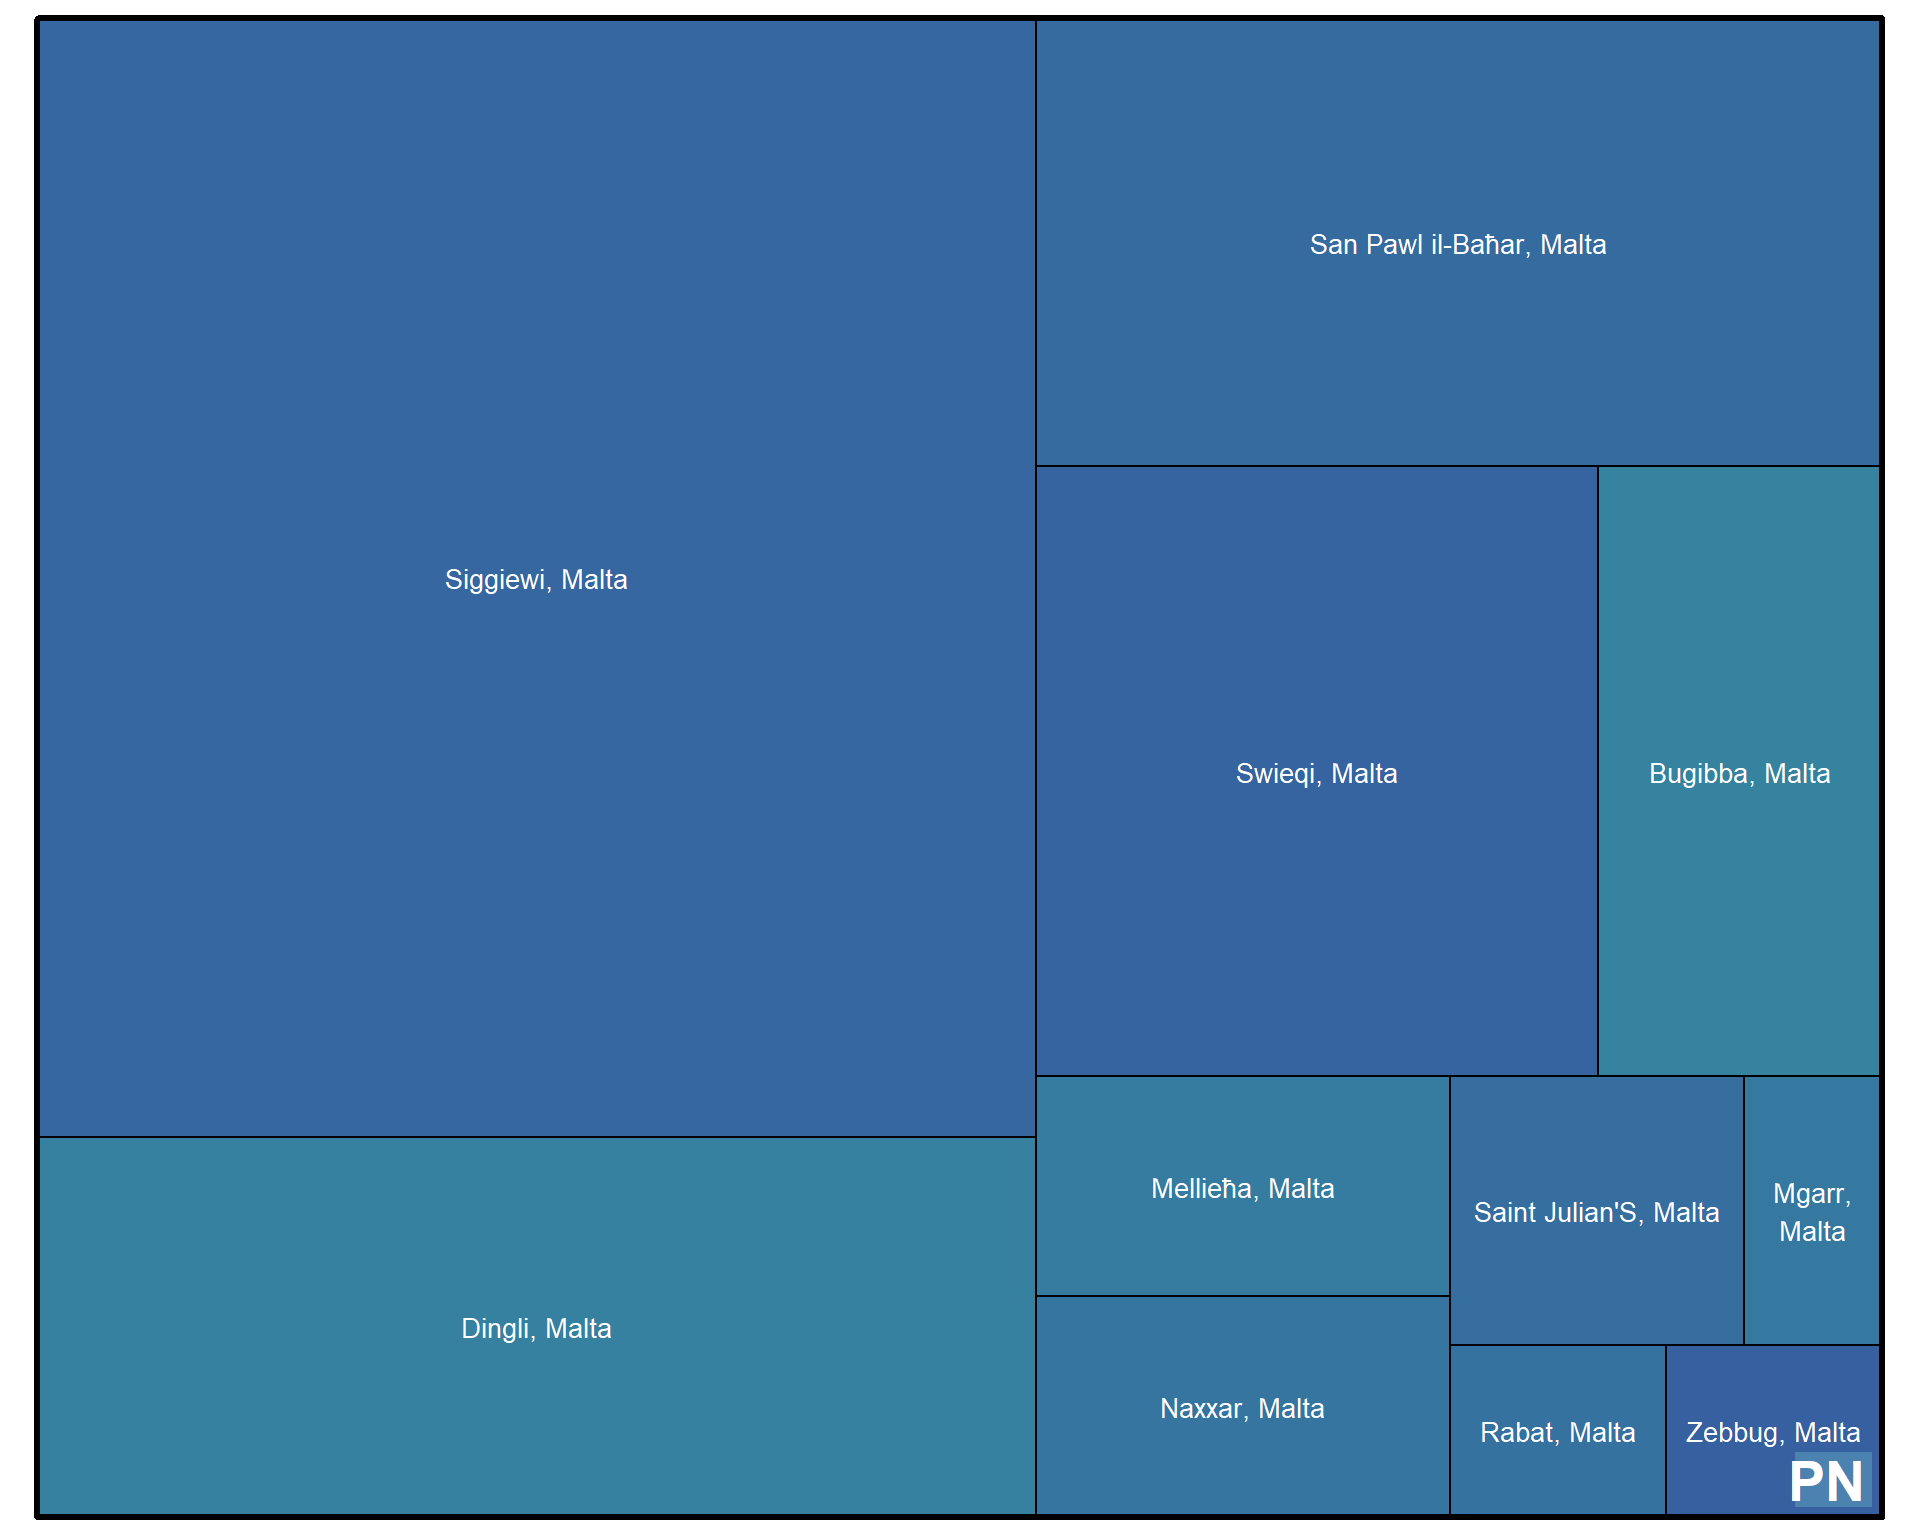 San Pawl il-Baħar, Malta
Siggiewi, Malta
Swieqi, Malta
Bugibba, Malta
Mellieħa, Malta
Saint Julian'S, Malta
Mgarr,
Malta
Dingli, Malta
Naxxar, Malta
Rabat, Malta
Zebbug, Malta
PN